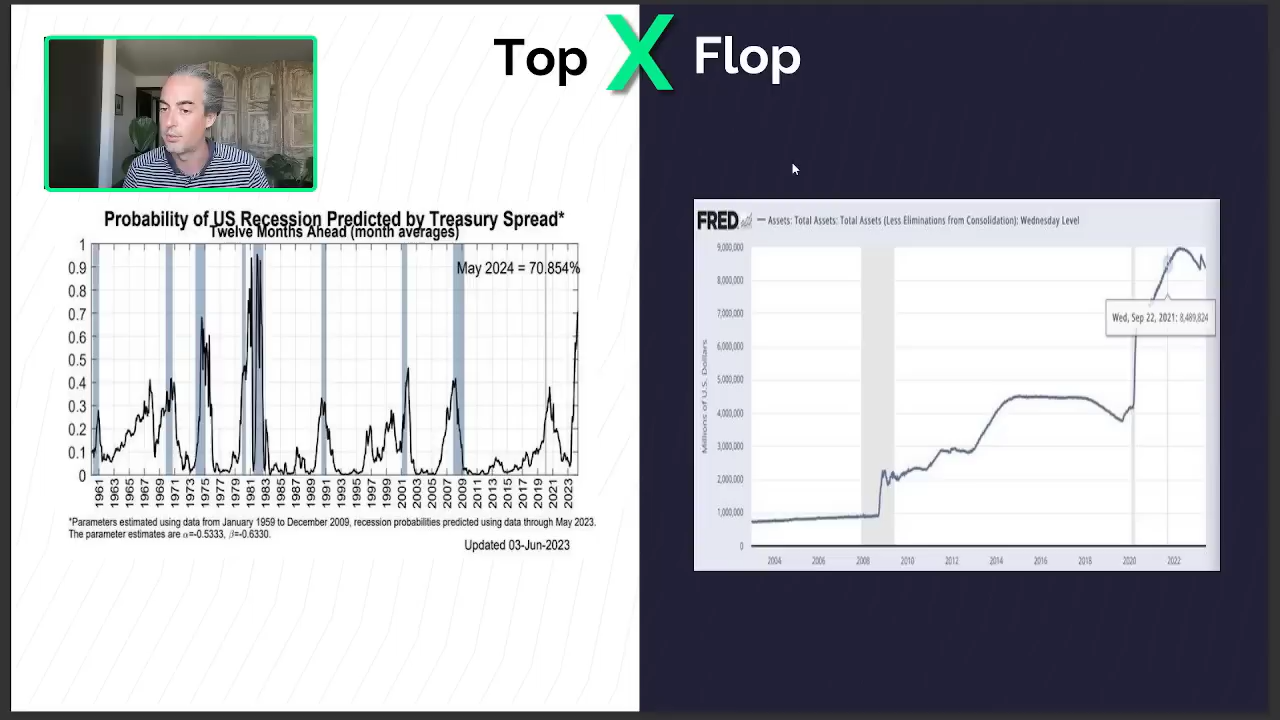 Top X Flop
Probability of US Recession Predicted by Treasury Spread*
Twelve Months Ahead (month averages)
May 2024 = 70.854%
1
0.9
0.8
0.7
0.6
0.5
0.4
0.3
0.2
0.1
0
1961 1963 1965 1967 1969 1971 1973 1975 1977 1979 1981 1983 1985 1987 1989 1991 1993 1995 1997 1999 2001 2003 2005 2007 2009 2011 2013 2015 2017 2019 2021 2023
*Parameters estimated using data from January 1959 to December 2009, recession probabilities predicted using data through May 2023.
The parameter estimates are α=-0.5333, β=-0.6330.
Updated 03-Jun-2023
FRED — Assets: Total Assets: Total Assets (Less Eliminations from Consolidation): Wednesday Level
Millions of U.S. Dollars
9,000,000
8,000,000
7,000,000
6,000,000
5,000,000
4,000,000
3,000,000
2,000,000
1,000,000
0
Wed, Sep 22, 2021: 8,489,824
2004 2006 2008 2010 2012 2014 2016 2018 2020 2022